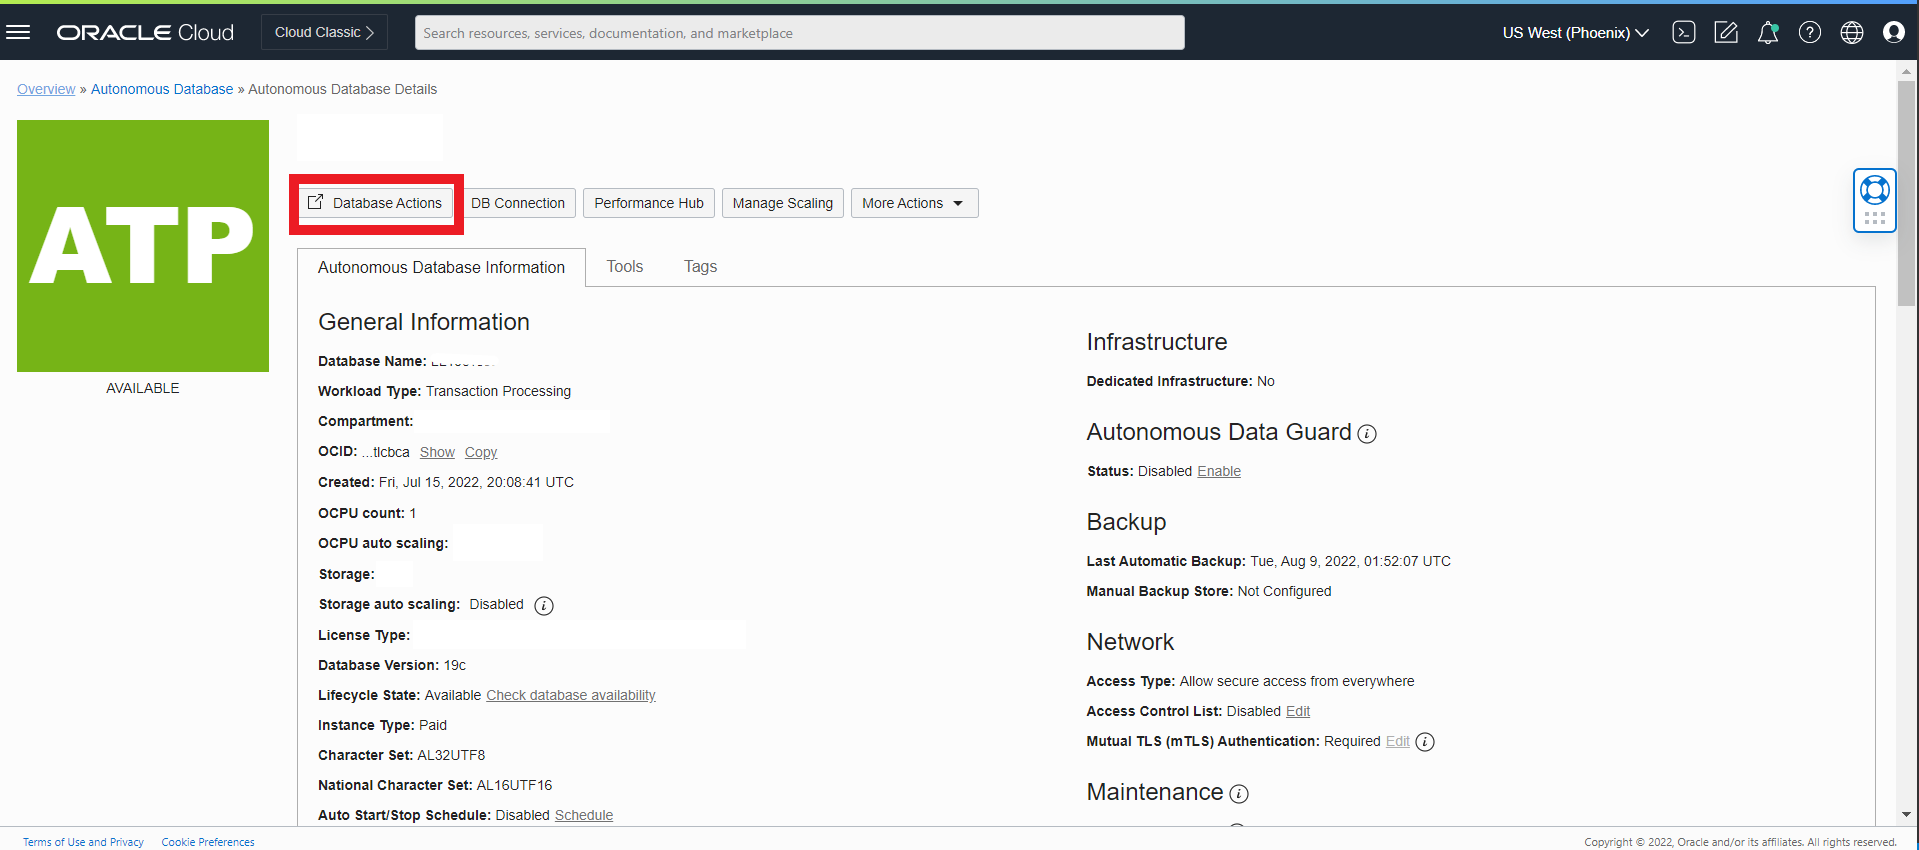 ORACLE Cloud Cloud Classic Search resources, services, documentation, and marketplace US West (Phoenix)
Overview » Autonomous Database » Autonomous Database Details
ATP
AVAILABLE
Database Actions DB Connection Performance Hub Manage Scaling More Actions
Autonomous Database Information Tools Tags
General Information
Database Name:
Workload Type: Transaction Processing
Compartment:
OCID: ...tlcbca Show Copy
Created: Fri, Jul 15, 2022, 20:08:41 UTC
OCPU count: 1
OCPU auto scaling:
Storage:
Storage auto scaling: Disabled
License Type:
Database Version: 19c
Lifecycle State: Available Check database availability
Instance Type: Paid
Character Set: AL32UTF8
National Character Set: AL16UTF16
Auto Start/Stop Schedule: Disabled Schedule
Infrastructure
Dedicated Infrastructure: No
Autonomous Data Guard
Status: Disabled Enable
Backup
Last Automatic Backup: Tue, Aug 9, 2022, 01:52:07 UTC
Manual Backup Store: Not Configured
Network
Access Type: Allow secure access from everywhere
Access Control List: Disabled Edit
Mutual TLS (mTLS) Authentication: Required Edit
Maintenance
Terms of Use and Privacy Cookie Preferences Copyright © 2022, Oracle and/or its affiliates. All rights reserved.